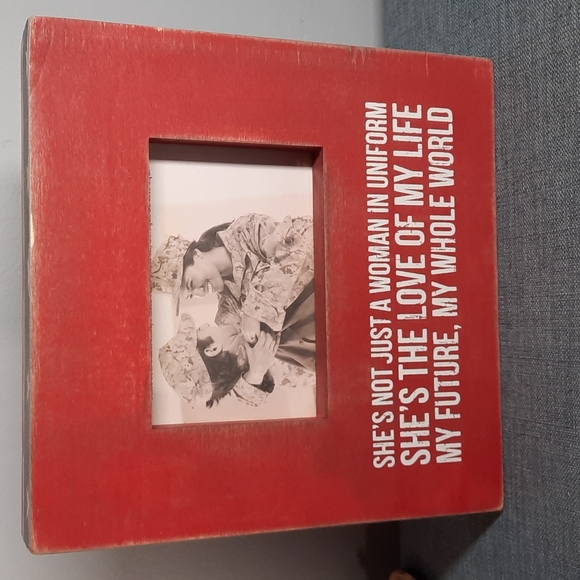 SHE'S NOT JUST A WOMAN IN UNIFORM
SHE'S THE LOVE OF MY LIFE
MY FUTURE, MY WHOLE WORLD